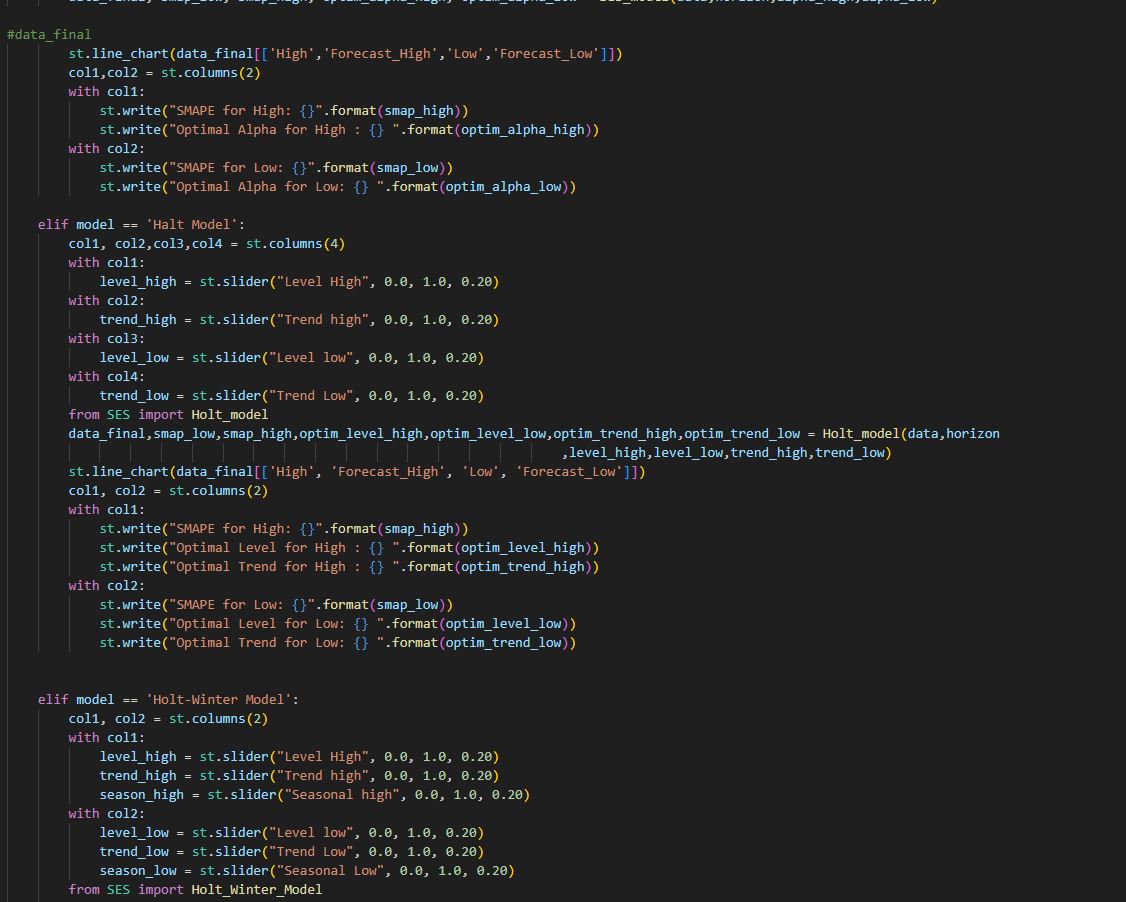 data_final, smap_low, smap_high, optim_alpha_high, optim_alpha_low = SES_model(data,horizon,alpha_high,alpha_low)
#data_final
st.line_chart(data_final[['High','Forecast_High','Low','Forecast_Low']])
col1,col2 = st.columns(2)
with col1:
st.write("SMAPE for High: {}".format(smap_high))
st.write("Optimal Alpha for High : {} ".format(optim_alpha_high))
with col2:
st.write("SMAPE for Low: {}".format(smap_low))
st.write("Optimal Alpha for Low: {} ".format(optim_alpha_low))
elif model == 'Halt Model':
col1, col2,col3,col4 = st.columns(4)
with col1:
level_high = st.slider("Level High", 0.0, 1.0, 0.20)
with col2:
trend_high = st.slider("Trend high", 0.0, 1.0, 0.20)
with col3:
level_low = st.slider("Level low", 0.0, 1.0, 0.20)
with col4:
trend_low = st.slider("Trend Low", 0.0, 1.0, 0.20)
from SES import Holt_model
data_final,smap_low,smap_high,optim_level_high,optim_level_low,optim_trend_high,optim_trend_low = Holt_model(data,horizon
,level_high,level_low,trend_high,trend_low)
st.line_chart(data_final[['High', 'Forecast_High', 'Low', 'Forecast_Low']])
col1, col2 = st.columns(2)
with col1:
st.write("SMAPE for High: {}".format(smap_high))
st.write("Optimal Level for High : {} ".format(optim_level_high))
st.write("Optimal Trend for High : {} ".format(optim_trend_high))
with col2:
st.write("SMAPE for Low: {}".format(smap_low))
st.write("Optimal Level for Low: {} ".format(optim_level_low))
st.write("Optimal Trend for Low: {} ".format(optim_trend_low))
elif model == 'Holt-Winter Model':
col1, col2 = st.columns(2)
with col1:
level_high = st.slider("Level High", 0.0, 1.0, 0.20)
trend_high = st.slider("Trend high", 0.0, 1.0, 0.20)
season_high = st.slider("Seasonal high", 0.0, 1.0, 0.20)
with col2:
level_low = st.slider("Level low", 0.0, 1.0, 0.20)
trend_low = st.slider("Trend Low", 0.0, 1.0, 0.20)
season_low = st.slider("Seasonal Low", 0.0, 1.0, 0.20)
from SES import Holt_Winter_Model